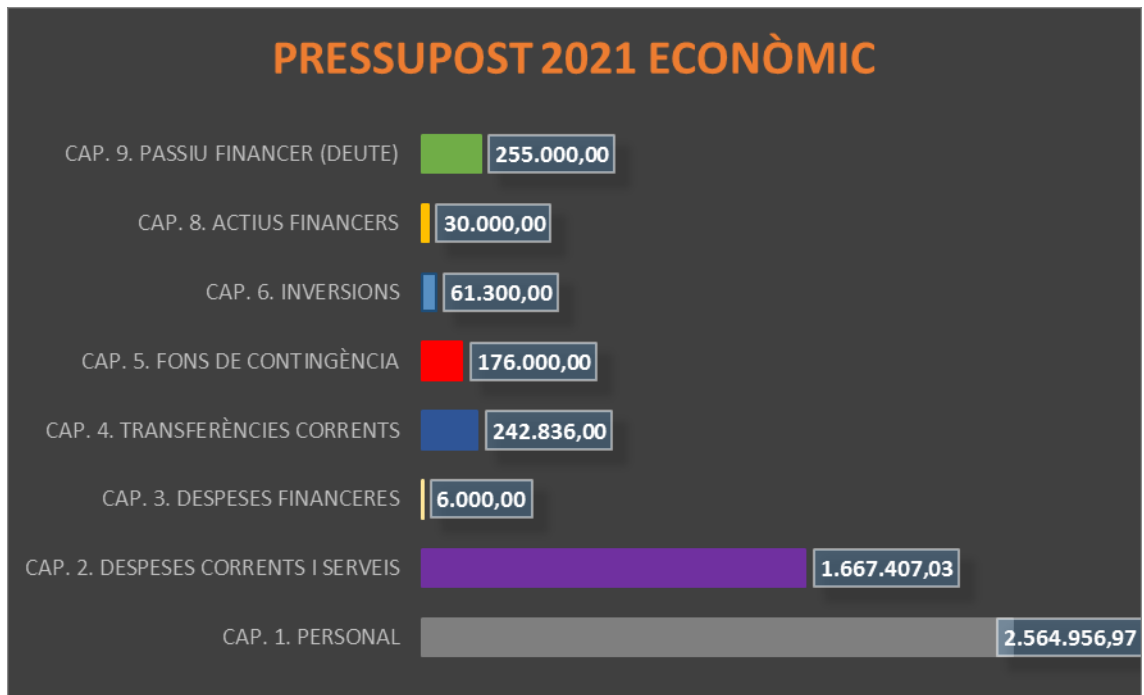 PRESSUPOST 2021 ECONÒMIC
CAP. 9. PASSIU FINANCER (DEUTE) 255.000,00
CAP. 8. ACTIUS FINANCERS 30.000,00
CAP. 6. INVERSIONS 61.300,00
CAP. 5. FONS DE CONTINGÈNCIA 176.000,00
CAP. 4. TRANSFERÈNCIES CORRENTS 242.836,00
CAP. 3. DESPESES FINANCERES 6.000,00
CAP. 2. DESPESES CORRENTS I SERVEIS 1.667.407,03
CAP. 1. PERSONAL 2.564.956,97